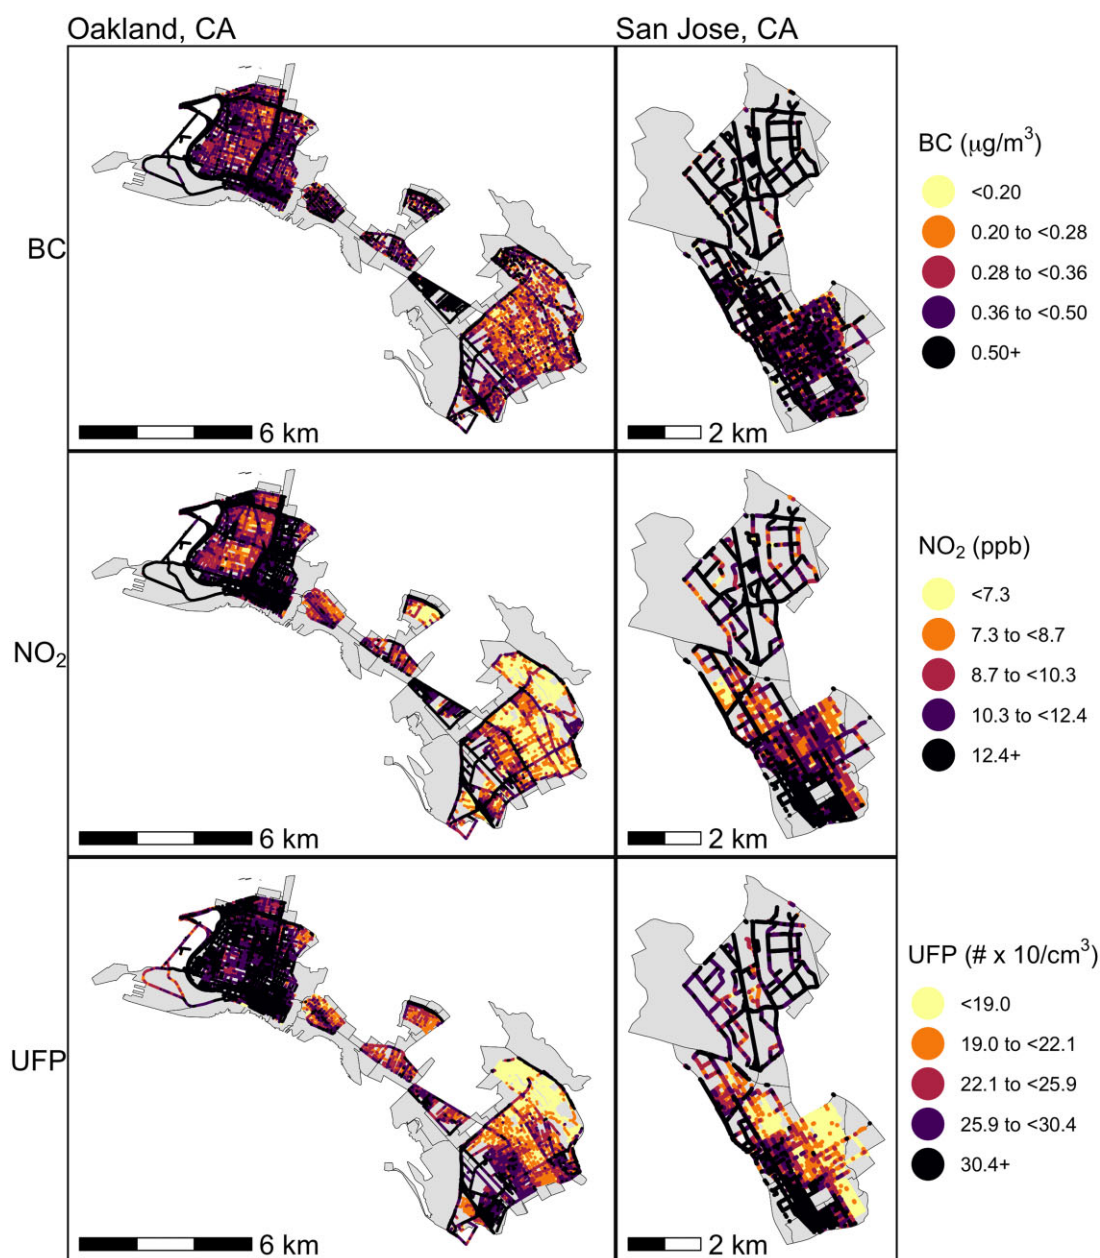 Oakland, CA
San Jose, CA
BC
6 km
2 km
BC (μg/m³)
<0.20
0.20 to <0.28
0.28 to <0.36
0.36 to <0.50
0.50+
NO₂
6 km
2 km
NO₂ (ppb)
<7.3
7.3 to <8.7
8.7 to <10.3
10.3 to <12.4
12.4+
UFP
6 km
2 km
UFP (# x 10/cm³)
<19.0
19.0 to <22.1
22.1 to <25.9
25.9 to <30.4
30.4+